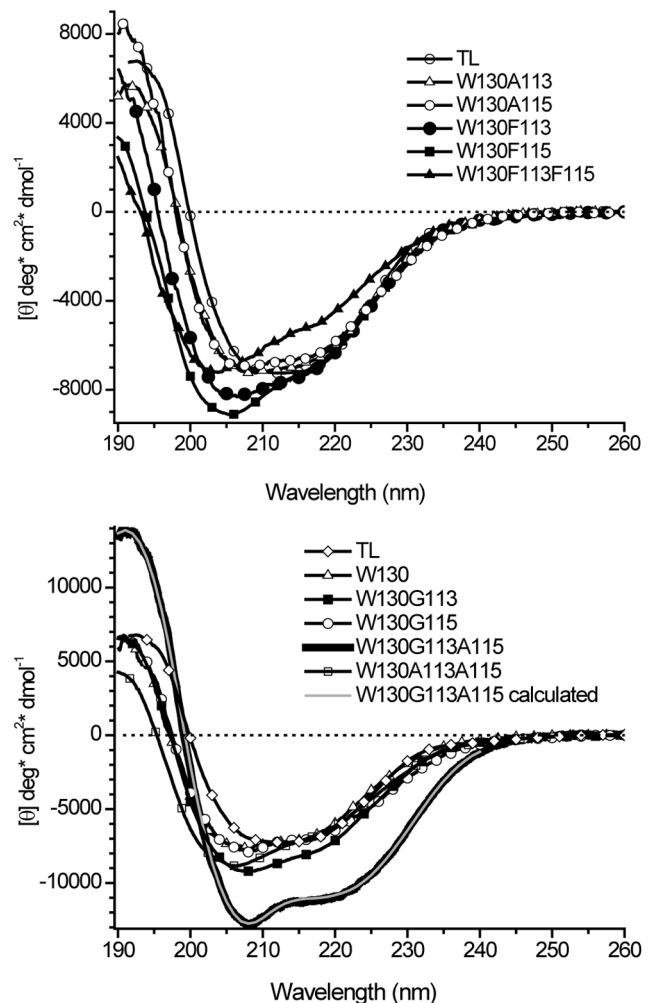 8000
4000
0
-4000
-8000
[θ] deg* cm²* dmol⁻¹
TL
W130A113
W130A115
W130F113
W130F115
W130F113F115
190 200 210 220 230 240 250 260
Wavelength (nm)
10000
5000
0
-5000
-10000
[θ] deg* cm²* dmol⁻¹
TL
W130
W130G113
W130G115
W130G113A115
W130A113A115
W130G113A115 calculated
190 200 210 220 230 240 250 260
Wavelength (nm)